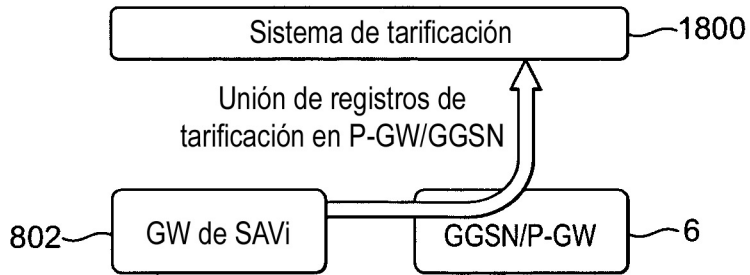 Sistema de tarificación
1800
Unión de registros de
tarificación en P-GW/GGSN
802
GW de SAVi
GGSN/P-GW
6